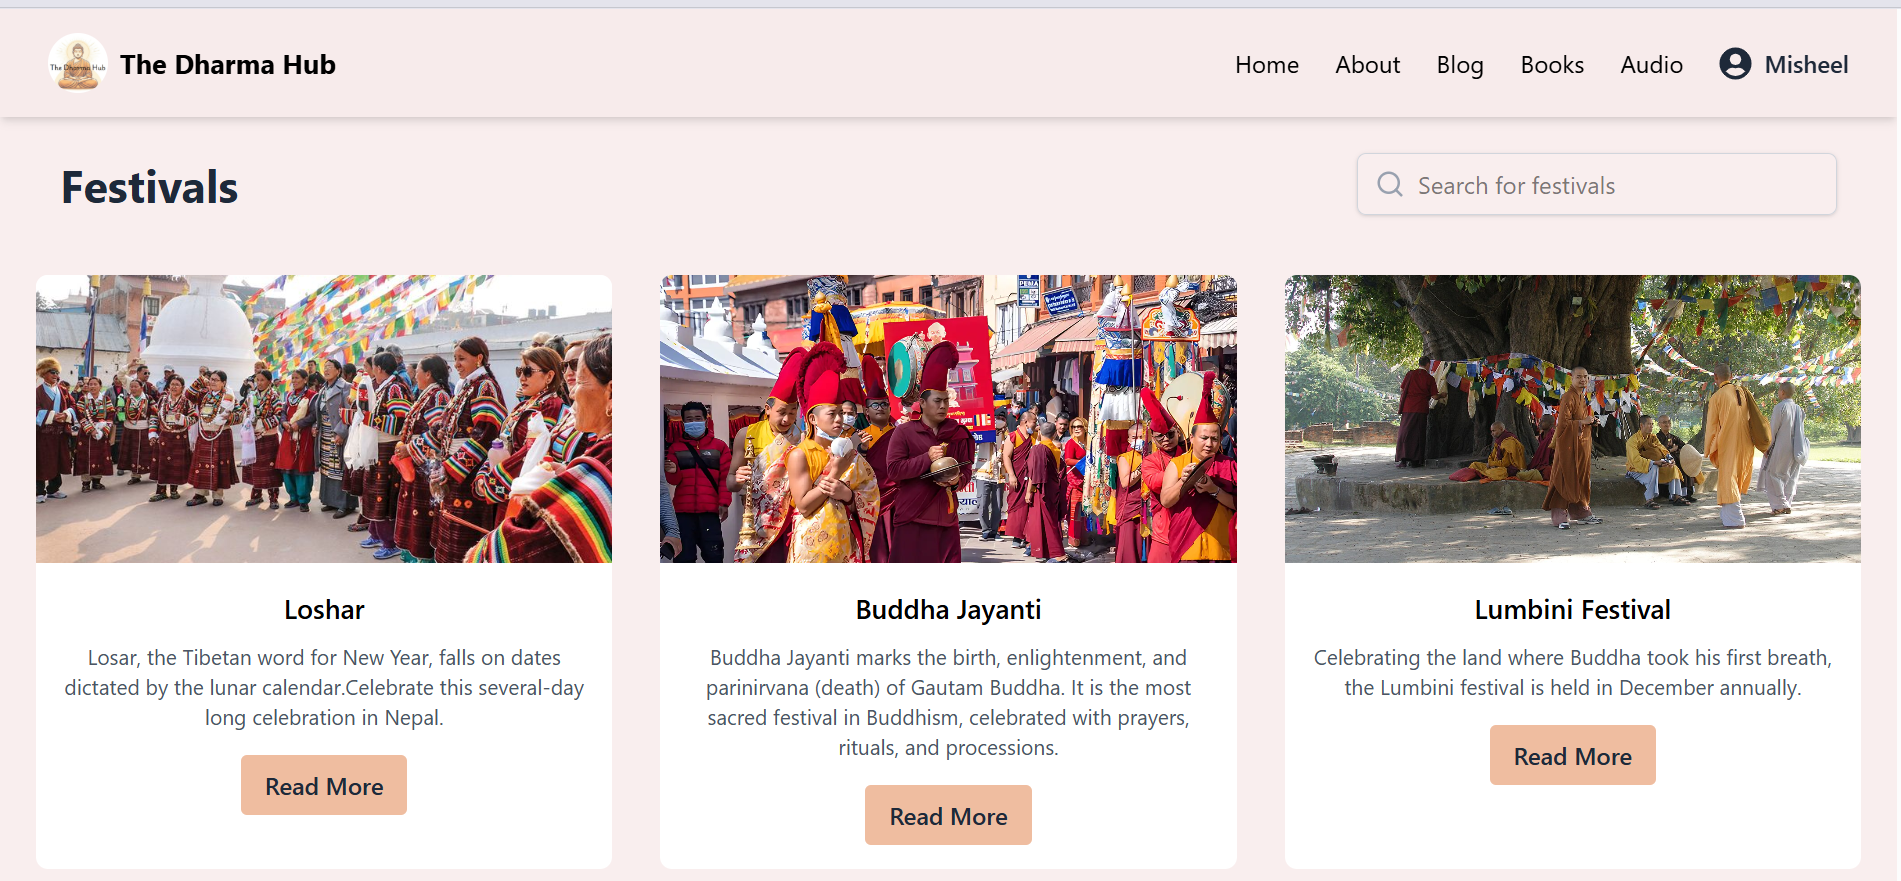 The Dharma Hub
The Dharma Hub
Home About Blog Books Audio Misheel
Festivals
Search for festivals
PEMA
Loshar
Losar, the Tibetan word for New Year, falls on dates
dictated by the lunar calendar.Celebrate this several-day
long celebration in Nepal.
Read More
Buddha Jayanti
Buddha Jayanti marks the birth, enlightenment, and
parinirvana (death) of Gautam Buddha. It is the most
sacred festival in Buddhism, celebrated with prayers,
rituals, and processions.
Read More
Lumbini Festival
Celebrating the land where Buddha took his first breath,
the Lumbini festival is held in December annually.
Read More